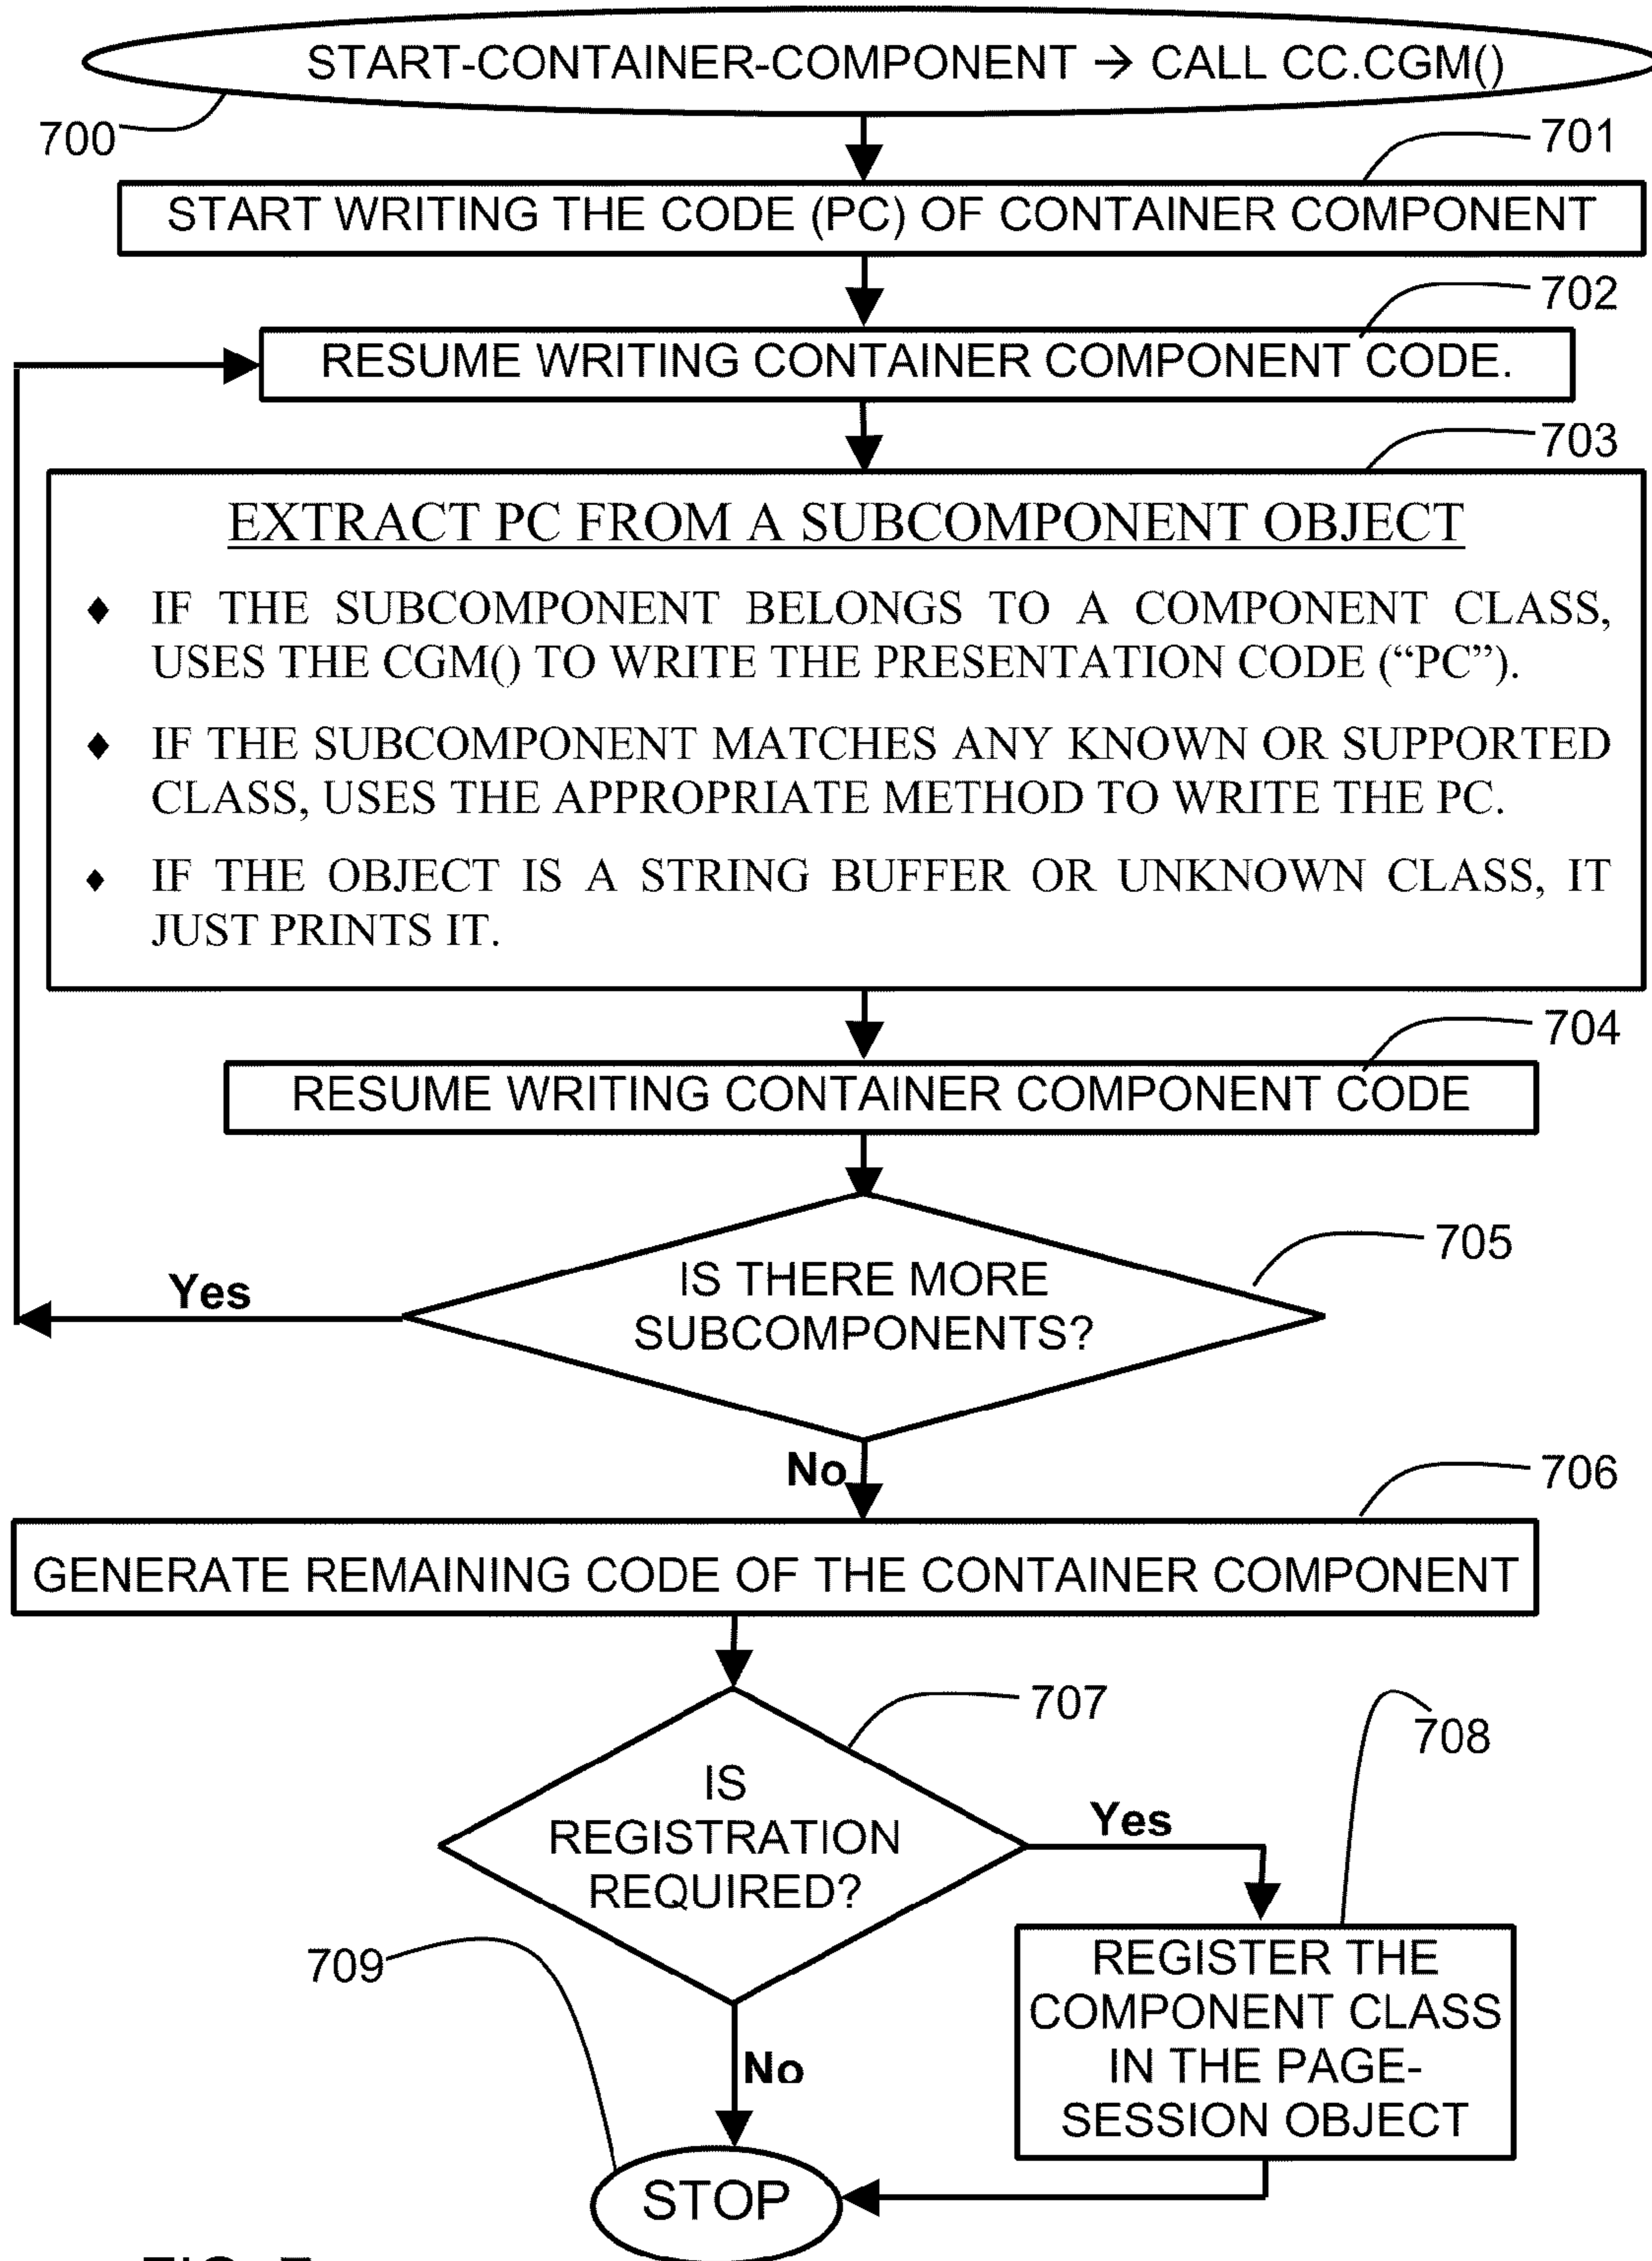 START-CONTAINER-COMPONENT → CALL CC.CGM()
700
701
START WRITING THE CODE (PC) OF CONTAINER COMPONENT
702
RESUME WRITING CONTAINER COMPONENT CODE.
703
EXTRACT PC FROM A SUBCOMPONENT OBJECT
♦ IF THE SUBCOMPONENT BELONGS TO A COMPONENT CLASS,
USES THE CGM() TO WRITE THE PRESENTATION CODE (“PC”).
♦ IF THE SUBCOMPONENT MATCHES ANY KNOWN OR SUPPORTED
CLASS, USES THE APPROPRIATE METHOD TO WRITE THE PC.
♦ IF THE OBJECT IS A STRING BUFFER OR UNKNOWN CLASS, IT
JUST PRINTS IT.
704
RESUME WRITING CONTAINER COMPONENT CODE
705
IS THERE MORE
SUBCOMPONENTS?
Yes
No
706
GENERATE REMAINING CODE OF THE CONTAINER COMPONENT
707
708
IS
REGISTRATION
REQUIRED?
Yes
709
REGISTER THE
COMPONENT CLASS
IN THE PAGE-
SESSION OBJECT
No
STOP